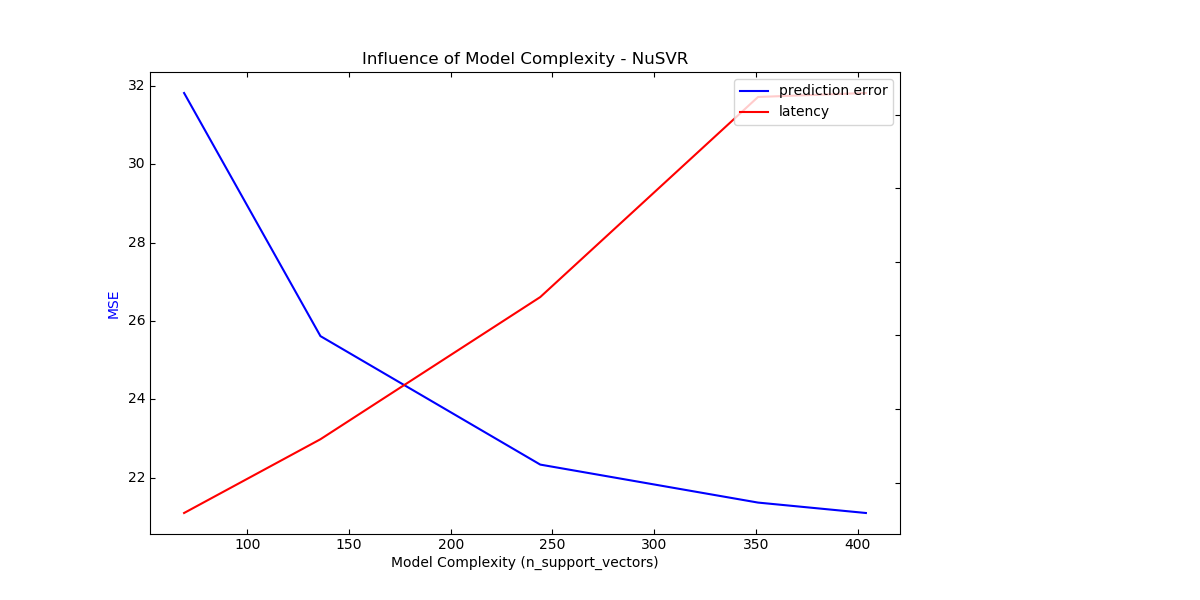 Influence of Model Complexity - NuSVR
prediction error
latency
32
30
28
26
24
22
MSE
100 150 200 250 300 350 400
Model Complexity (n_support_vectors)